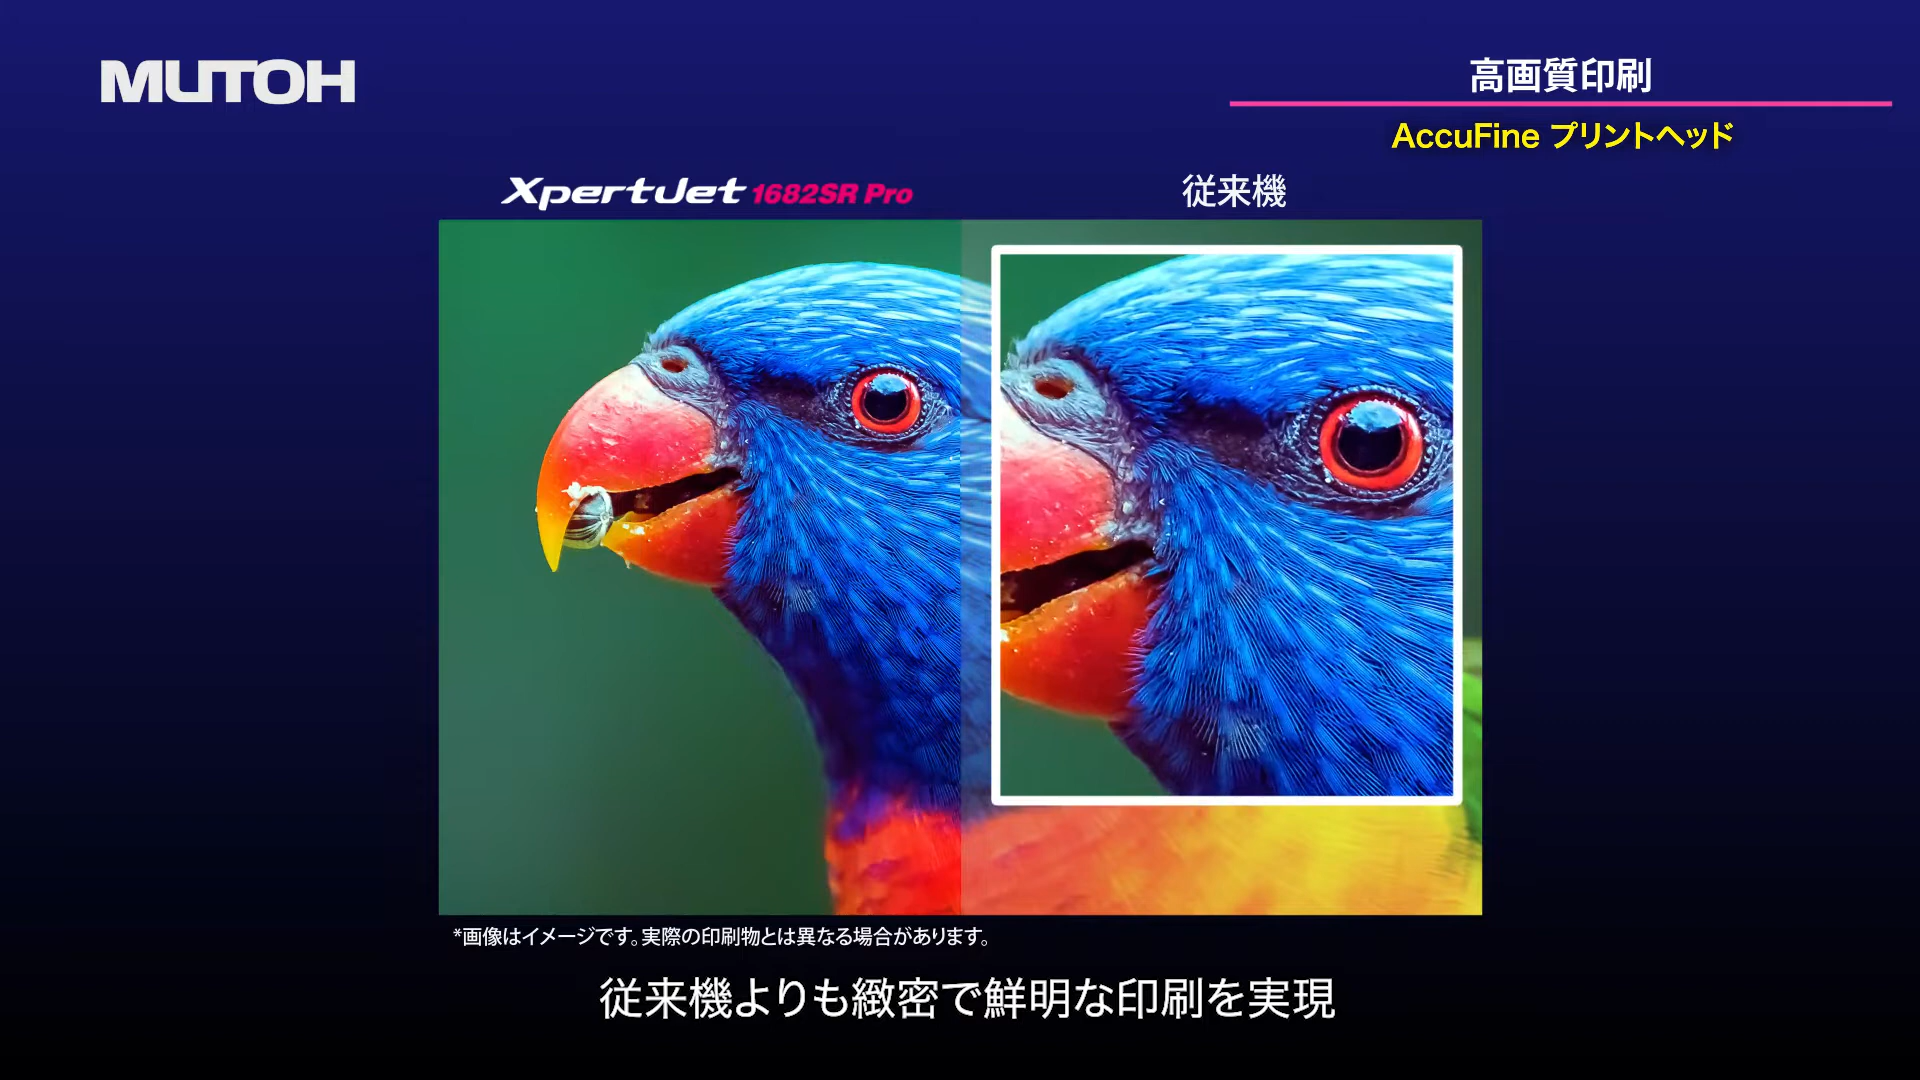 MUTOH
高画質印刷
AccuFine プリントヘッド
XpertJet 1682SR Pro
従来機
*画像はイメージです。実際の印刷物とは異なる場合があります。
従来機よりも緻密で鮮明な印刷を実現